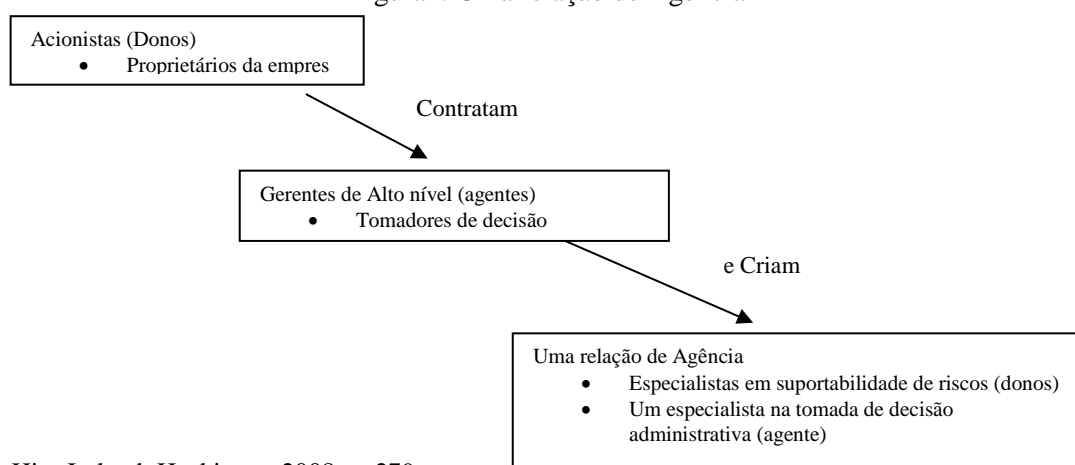 Acionistas (Donos)
• Proprietários da empres
Contratam
Gerentes de Alto nível (agentes)
• Tomadores de decisão
e Criam
Uma relação de Agência
• Especialistas em suportabilidade de riscos (donos)
• Um especialista na tomada de decisão
administrativa (agente)